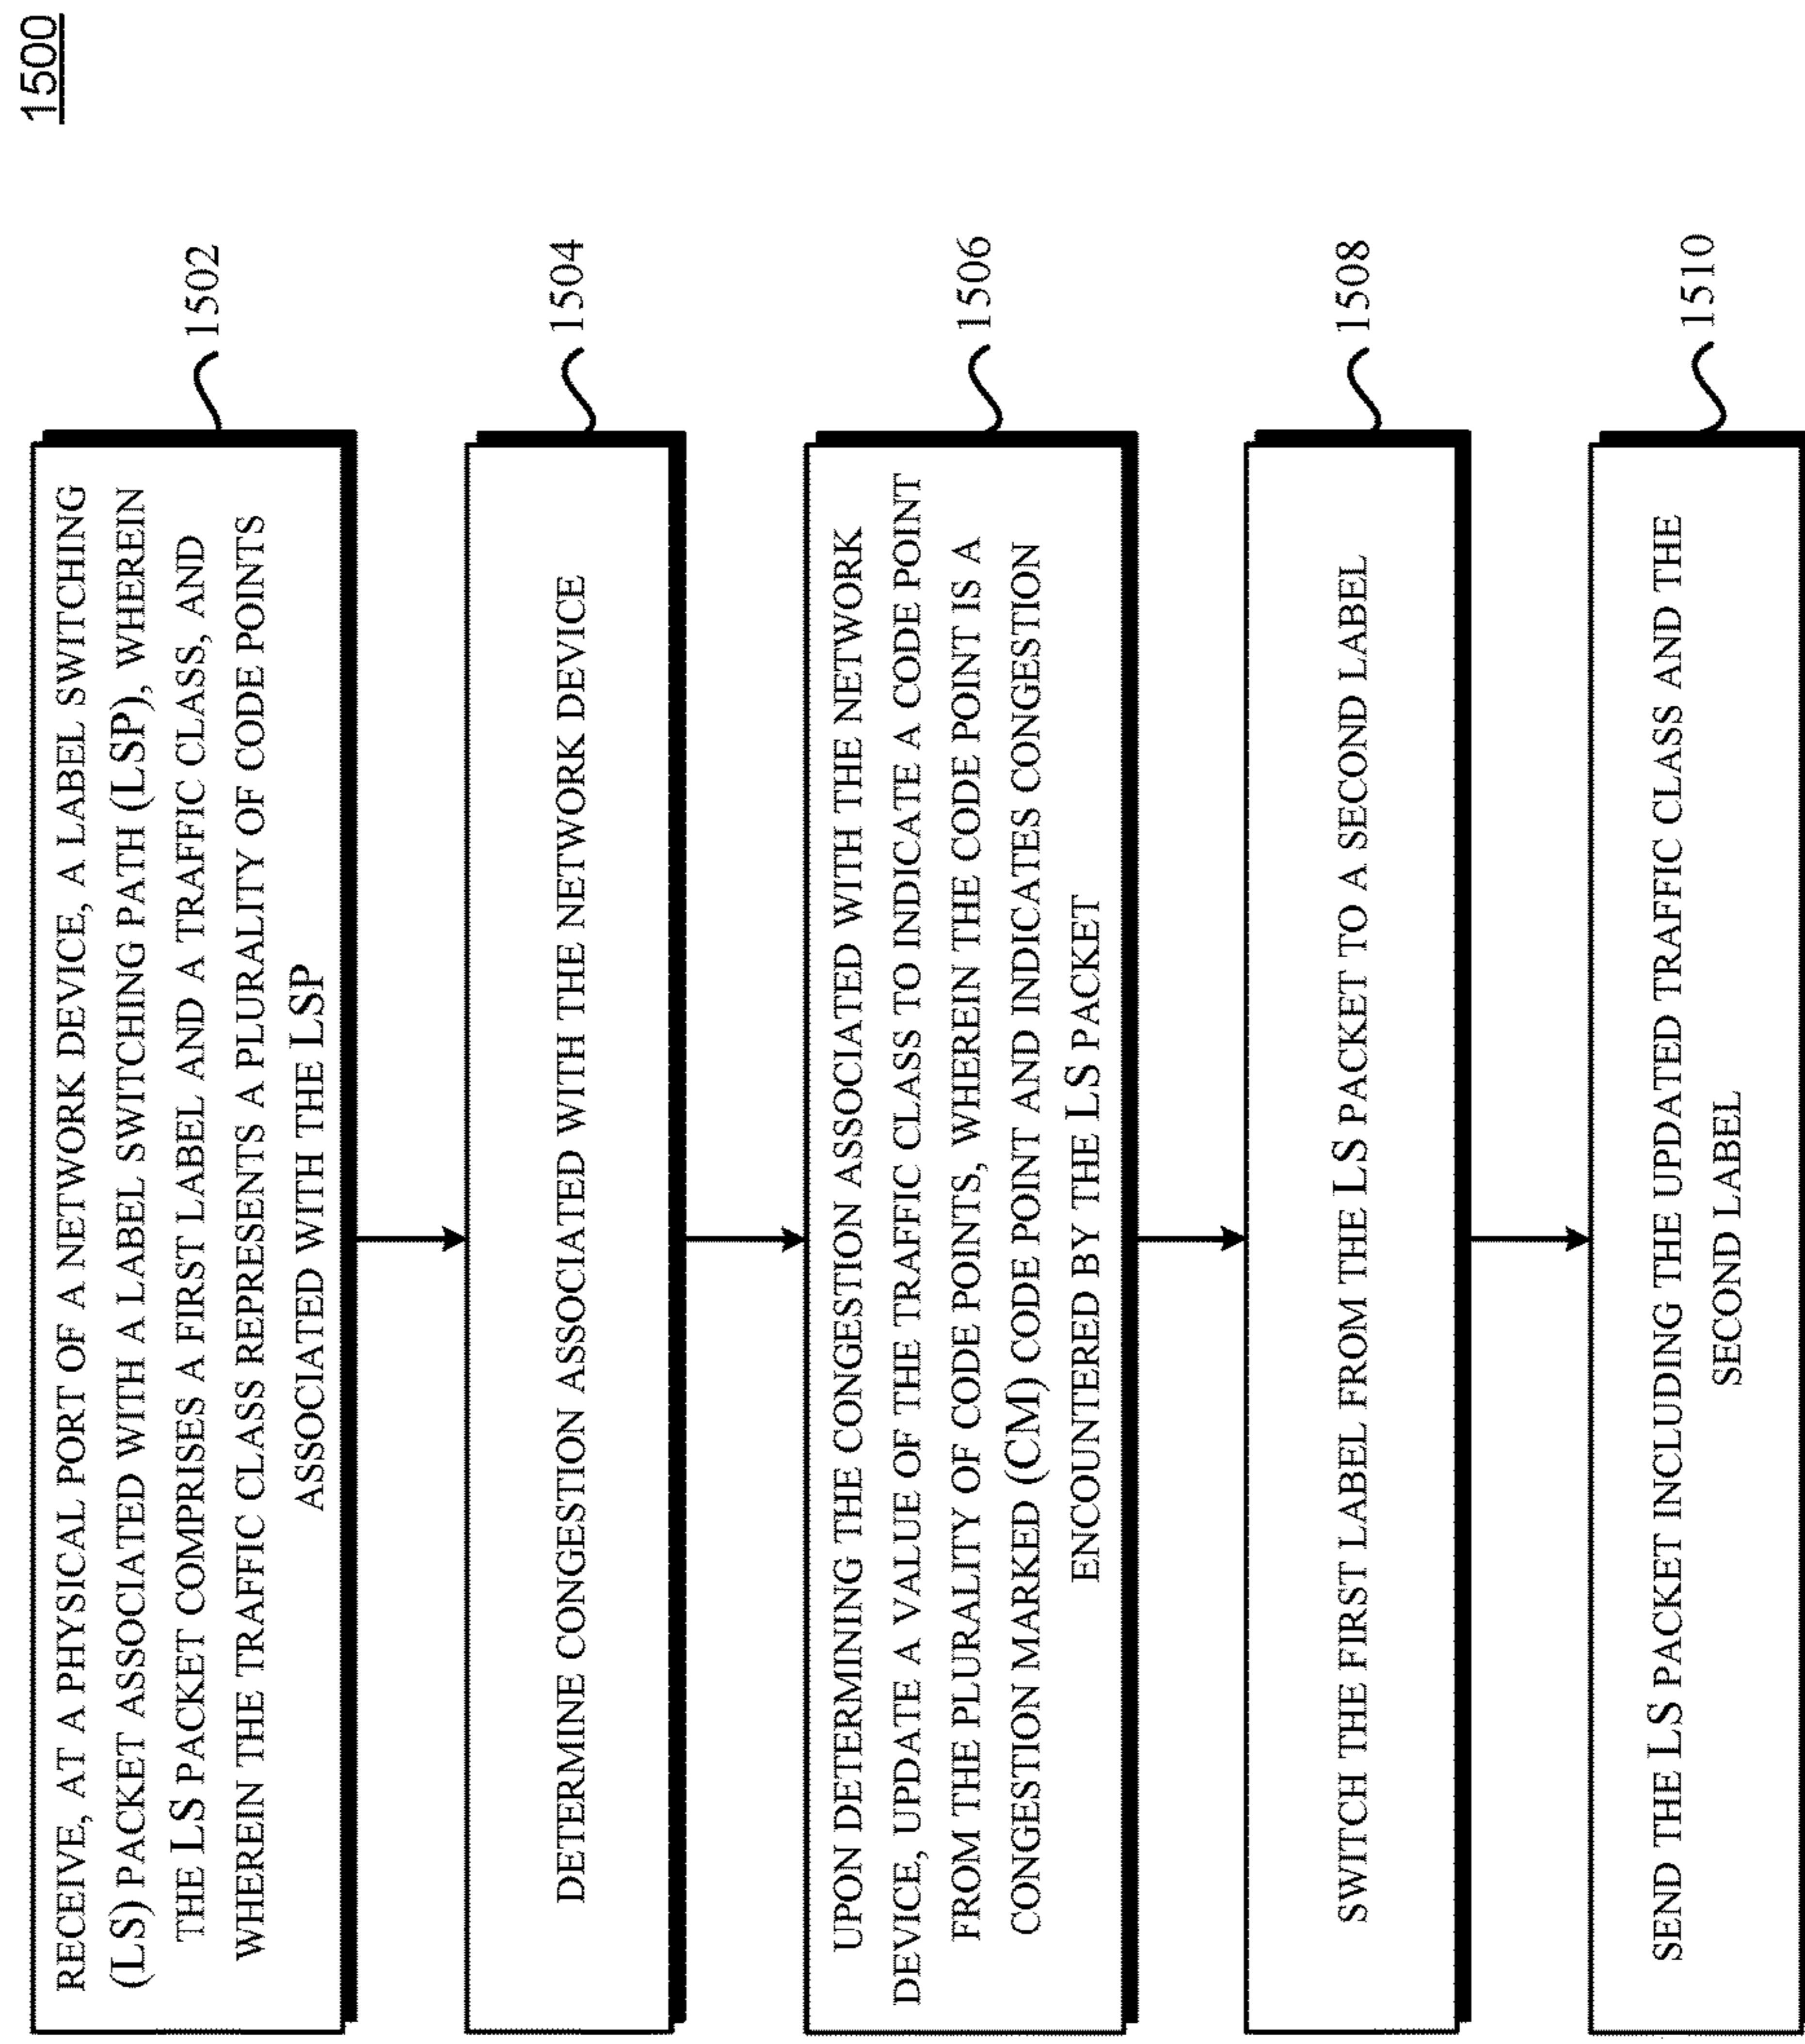 1500
RECEIVE, AT A PHYSICAL PORT OF A NETWORK DEVICE, A LABEL SWITCHING
(LS) PACKET ASSOCIATED WITH A LABEL SWITCHING PATH (LSP), WHEREIN
THE LS PACKET COMPRISES A FIRST LABEL AND A TRAFFIC CLASS, AND
WHEREIN THE TRAFFIC CLASS REPRESENTS A PLURALITY OF CODE POINTS
ASSOCIATED WITH THE LSP
1502
DETERMINE CONGESTION ASSOCIATED WITH THE NETWORK DEVICE
1504
UPON DETERMINING THE CONGESTION ASSOCIATED WITH THE NETWORK
DEVICE, UPDATE A VALUE OF THE TRAFFIC CLASS TO INDICATE A CODE POINT
FROM THE PLURALITY OF CODE POINTS, WHEREIN THE CODE POINT IS A
CONGESTION MARKED (CM) CODE POINT AND INDICATES CONGESTION
ENCOUNTERED BY THE LS PACKET
1506
SWITCH THE FIRST LABEL FROM THE LS PACKET TO A SECOND LABEL
1508
SEND THE LS PACKET INCLUDING THE UPDATED TRAFFIC CLASS AND THE
SECOND LABEL
1510